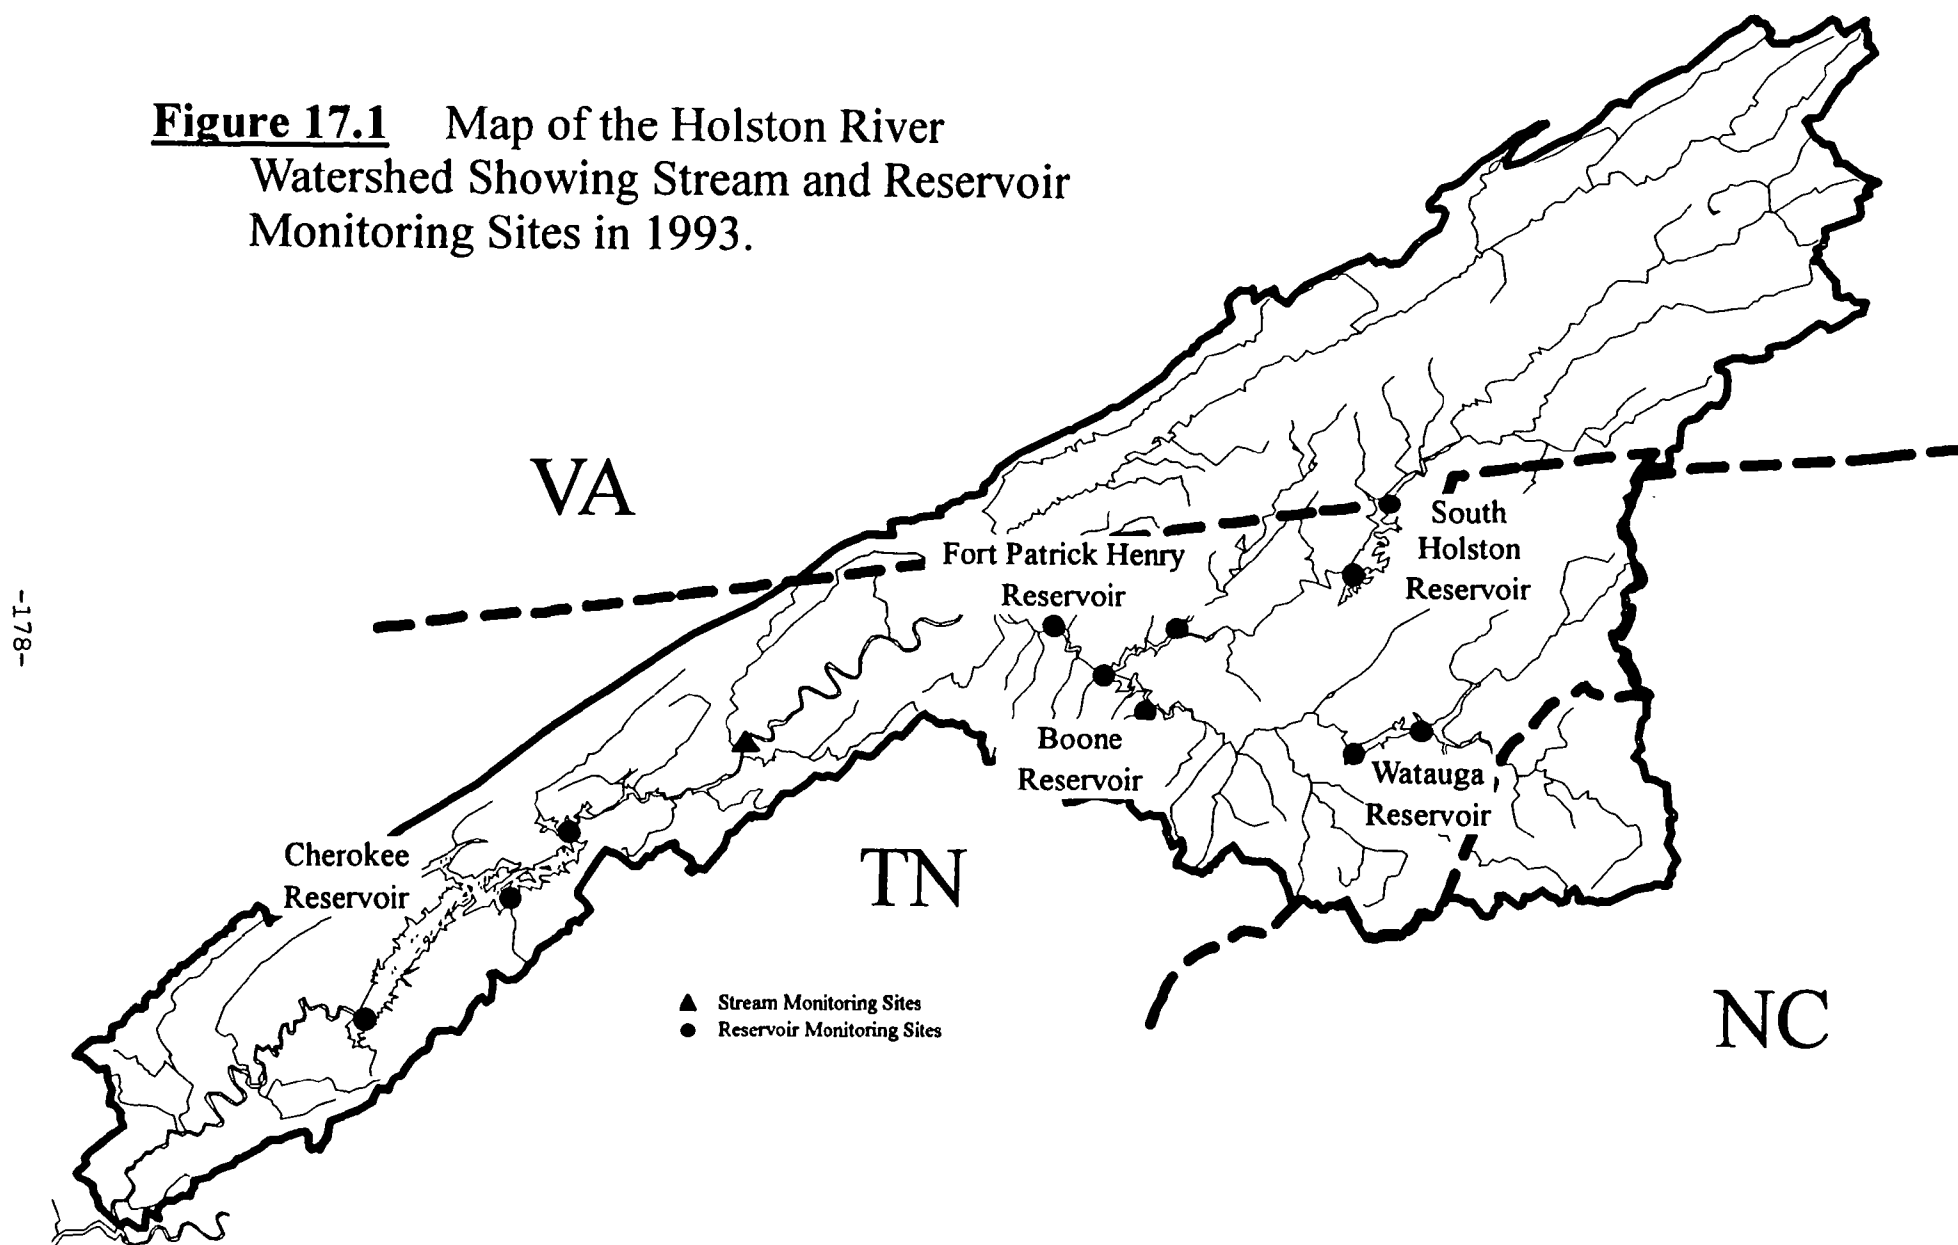 Figure 17.1 Map of the Holston River
Watershed Showing Stream and Reservoir
Monitoring Sites in 1993.
VA
South
Holston
Reservoir
Fort Patrick Henry
Reservoir
-178-
Boone
Reservoir
Watauga
Reservoir
Cherokee
Reservoir
TN
Stream Monitoring Sites
Reservoir Monitoring Sites
NC